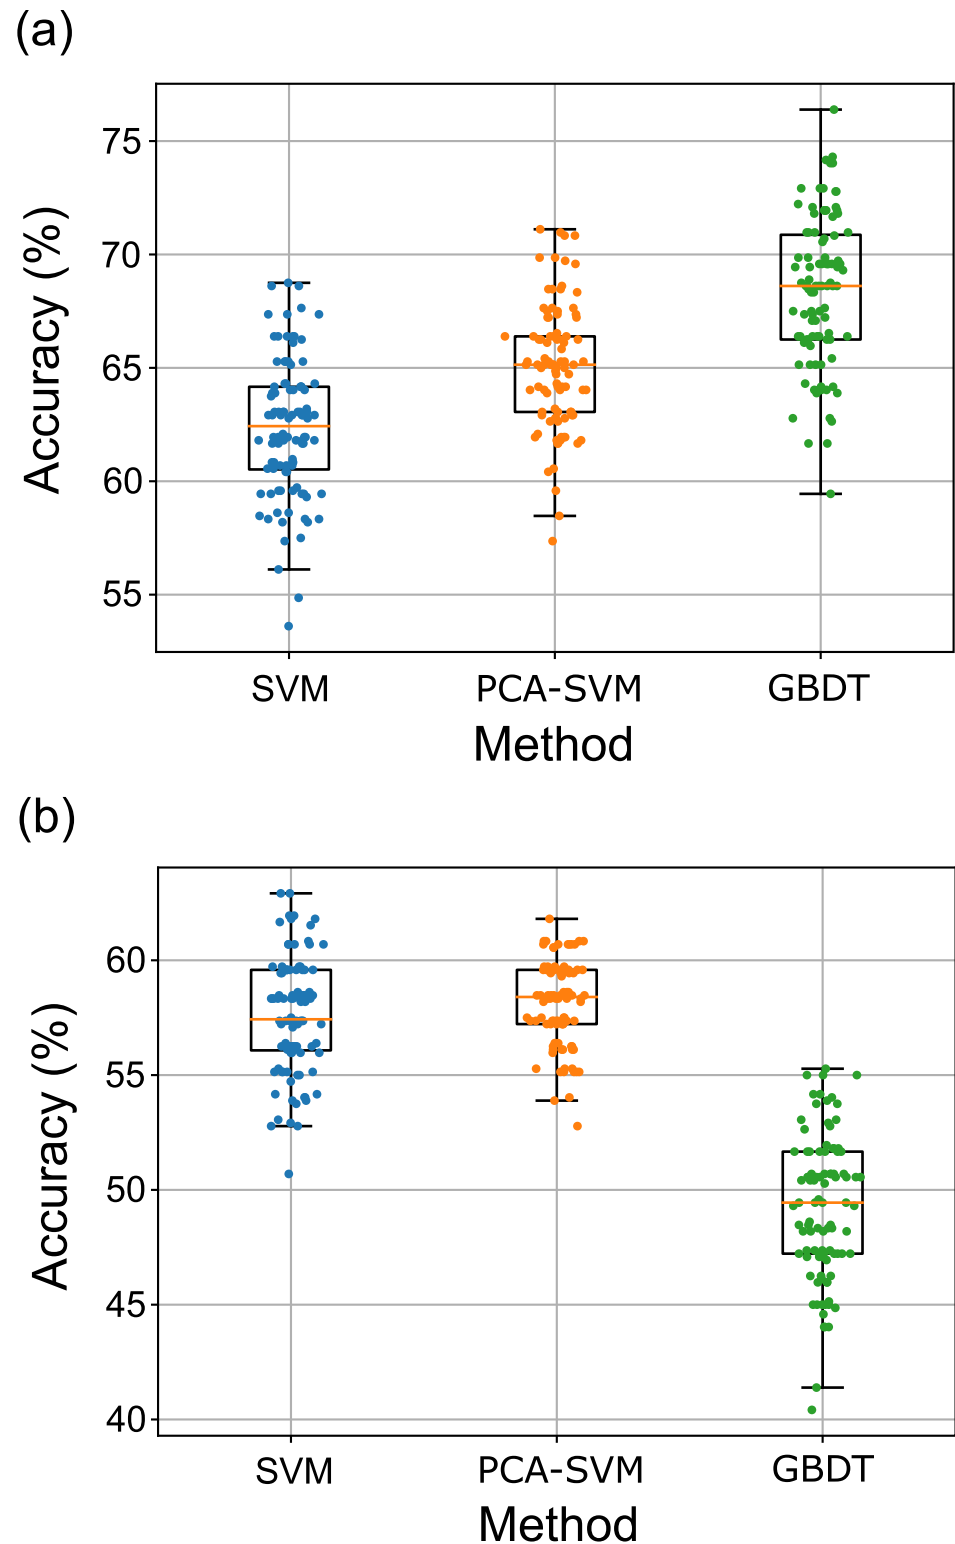 (a)
Accuracy (%)
75
70
65
60
55
SVM
PCA-SVM
GBDT
Method
(b)
Accuracy (%)
60
55
50
45
40
SVM
PCA-SVM
GBDT
Method